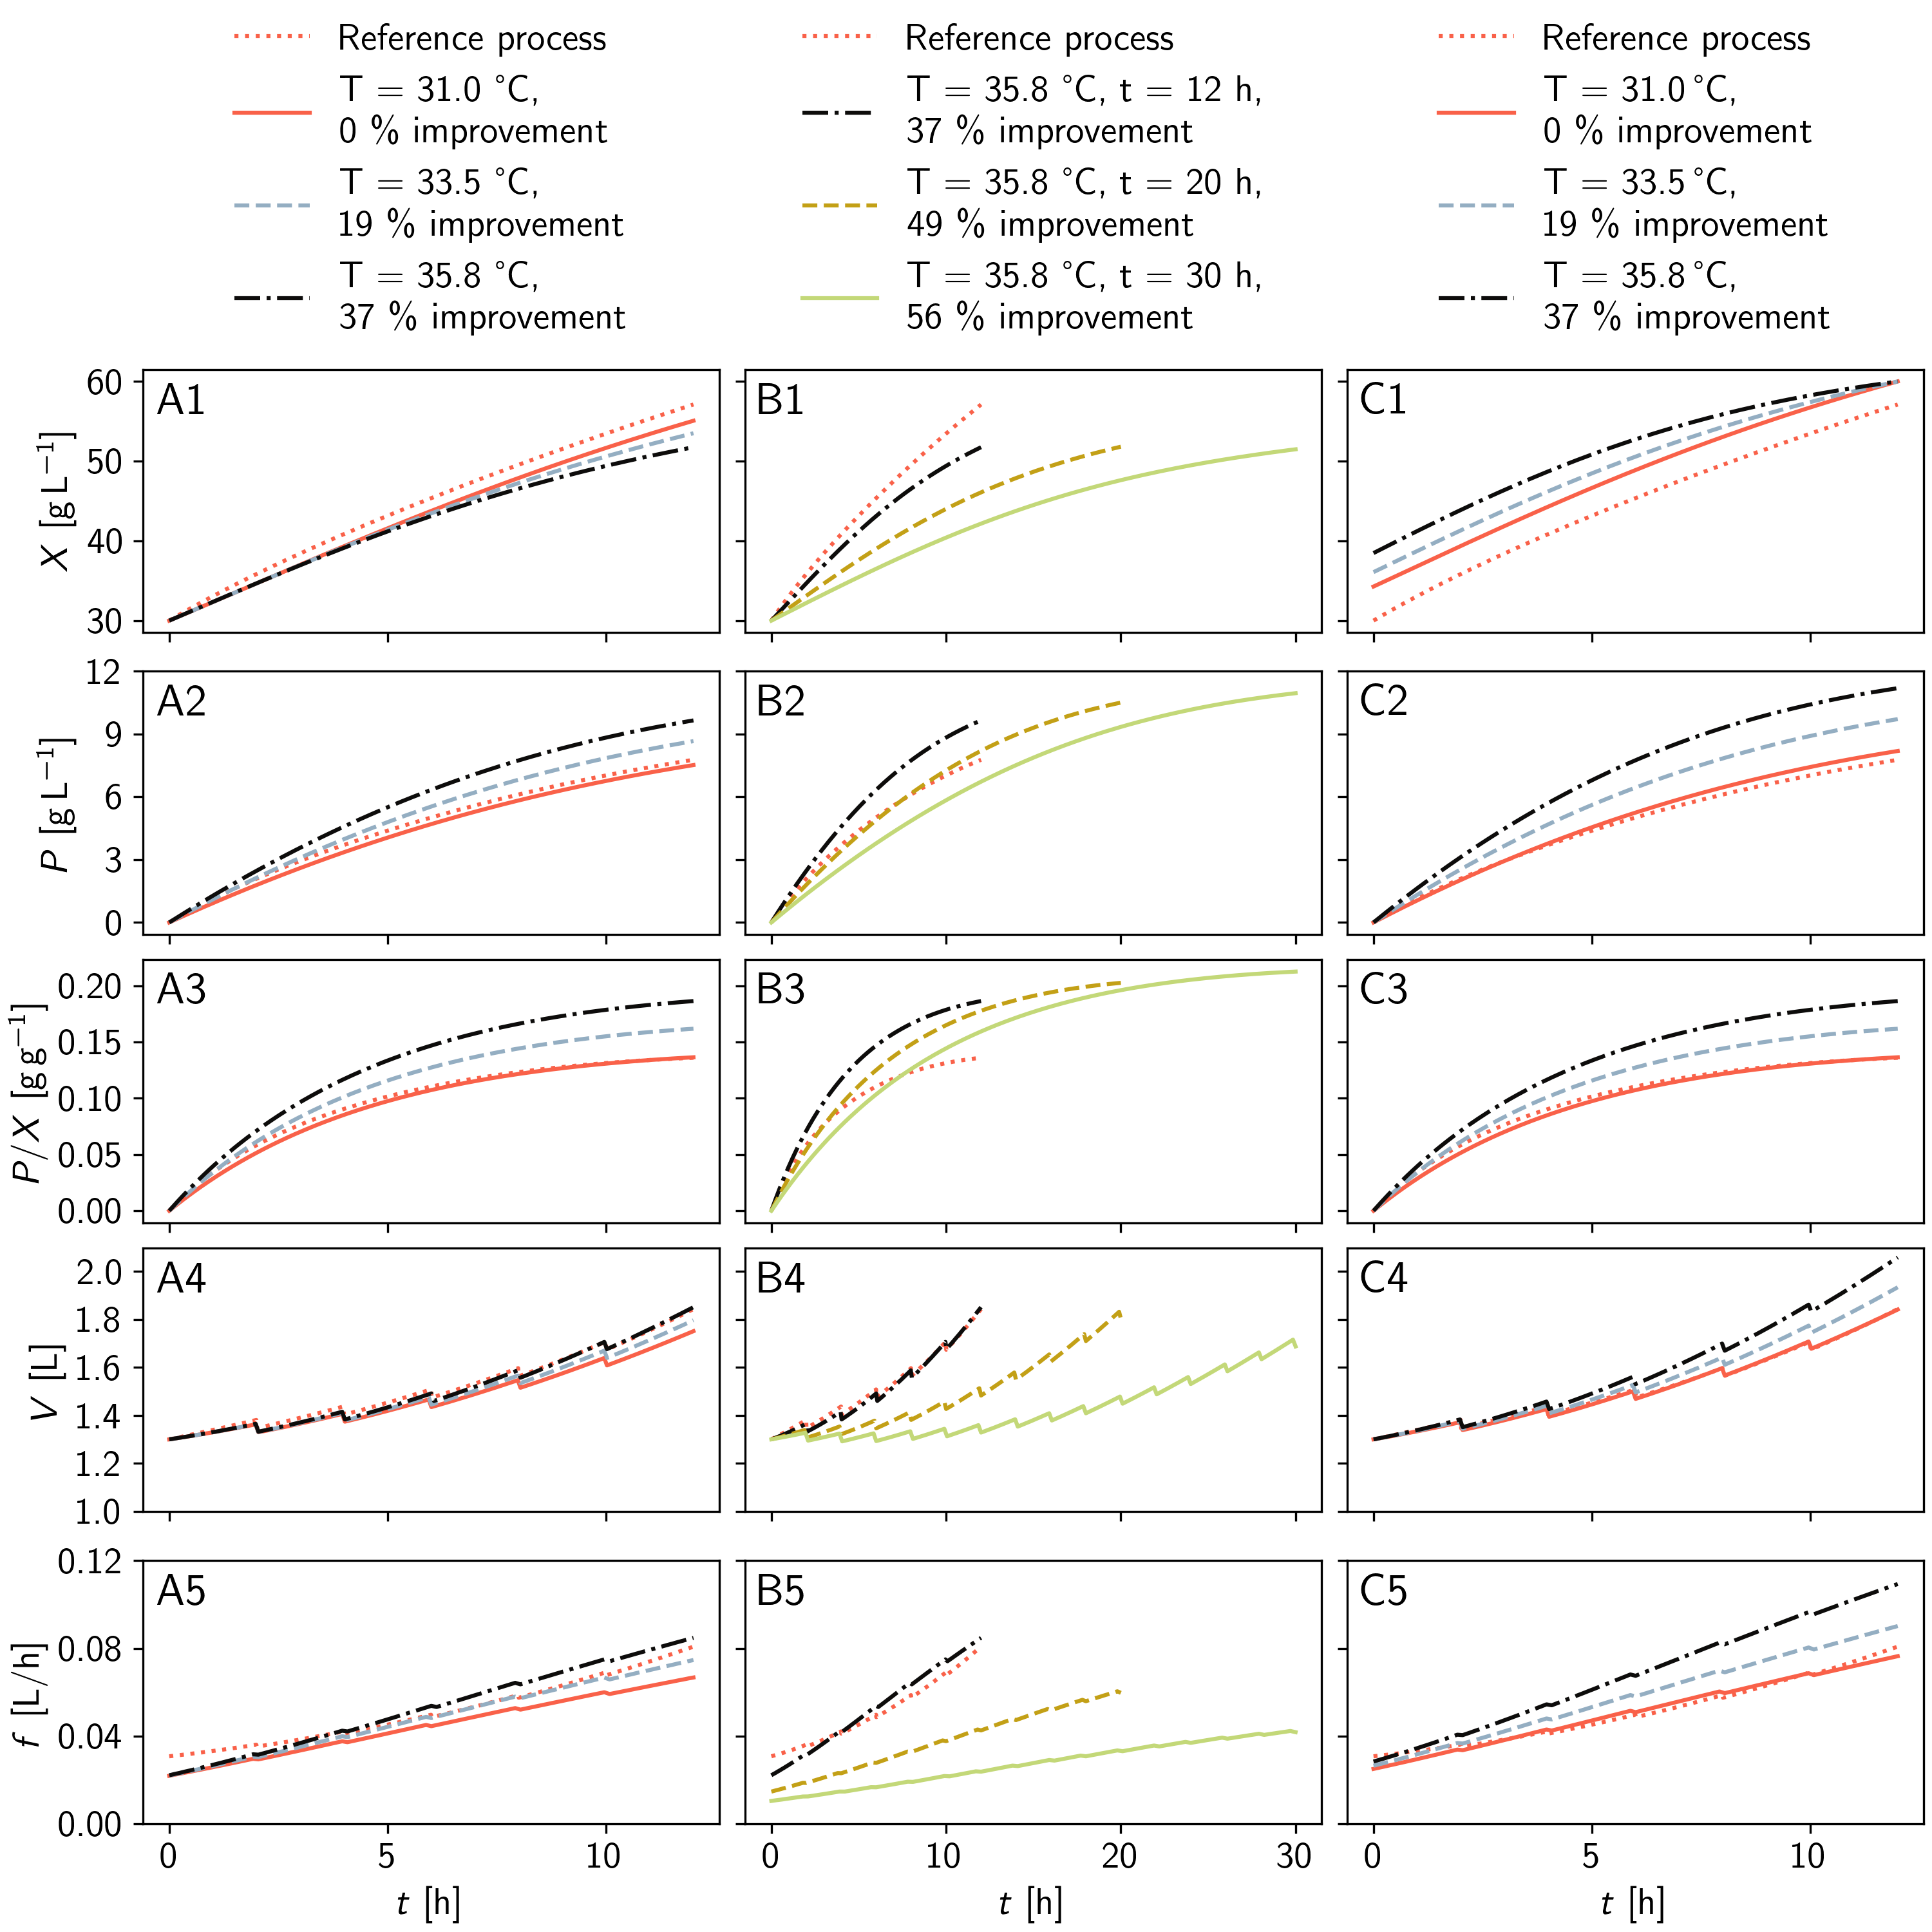 Reference process
T = 31.0 °C,
0 % improvement
T = 33.5 °C,
19 % improvement
T = 35.8 °C,
37 % improvement
Reference process
T = 35.8 °C, t = 12 h,
37 % improvement
T = 35.8 °C, t = 20 h,
49 % improvement
T = 35.8 °C, t = 30 h,
56 % improvement
Reference process
T = 31.0 °C,
0 % improvement
T = 33.5 °C,
19 % improvement
T = 35.8 °C,
37 % improvement
X [g L⁻¹]
60
50
40
30
A1
B1
C1
P [g L⁻¹]
12
9
6
3
0
A2
B2
C2
P/X [g g⁻¹]
0.20
0.15
0.10
0.05
0.00
A3
B3
C3
V [L]
2.0
1.8
1.6
1.4
1.2
1.0
A4
B4
C4
f [L/h]
0.12
0.08
0.04
0.00
A5
B5
C5
0 5 10
0 10 20 30
0 5 10
t [h]
t [h]
t [h]